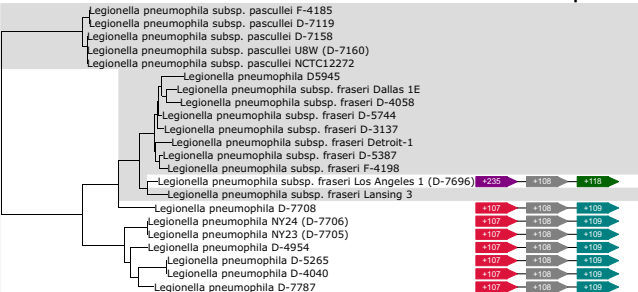 Legionella pneumophila subsp. pascullei F-4185
Legionella pneumophila subsp. pascullei D-7119
Legionella pneumophila subsp. pascullei D-7158
Legionella pneumophila subsp. pascullei U8W (D-7160)
Legionella pneumophila subsp. pascullei NCTC12272
Legionella pneumophila D5945
Legionella pneumophila subsp. fraseri Dallas 1E
Legionella pneumophila subsp. fraseri D-4058
Legionella pneumophila subsp. fraseri D-5744
Legionella pneumophila subsp. fraseri D-3137
Legionella pneumophila subsp. fraseri Detroit-1
Legionella pneumophila subsp. fraseri D-5387
Legionella pneumophila subsp. fraseri F-4198
Legionella pneumophila subsp. fraseri Los Angeles 1 (D-7696) +235 +108 +118
Legionella pneumophila subsp. fraseri Lansing 3
Legionella pneumophila D-7708 +107 +108 +109
Legionella pneumophila NY24 (D-7706) +107 +108 +109
Legionella pneumophila NY23 (D-7705) +107 +108 +109
Legionella pneumophila D-4954 +107 +108 +109
Legionella pneumophila D-5265 +107 +108 +109
Legionella pneumophila D-4040 +107 +108 +109
Legionella pneumophila D-7787 +107 +108 +109